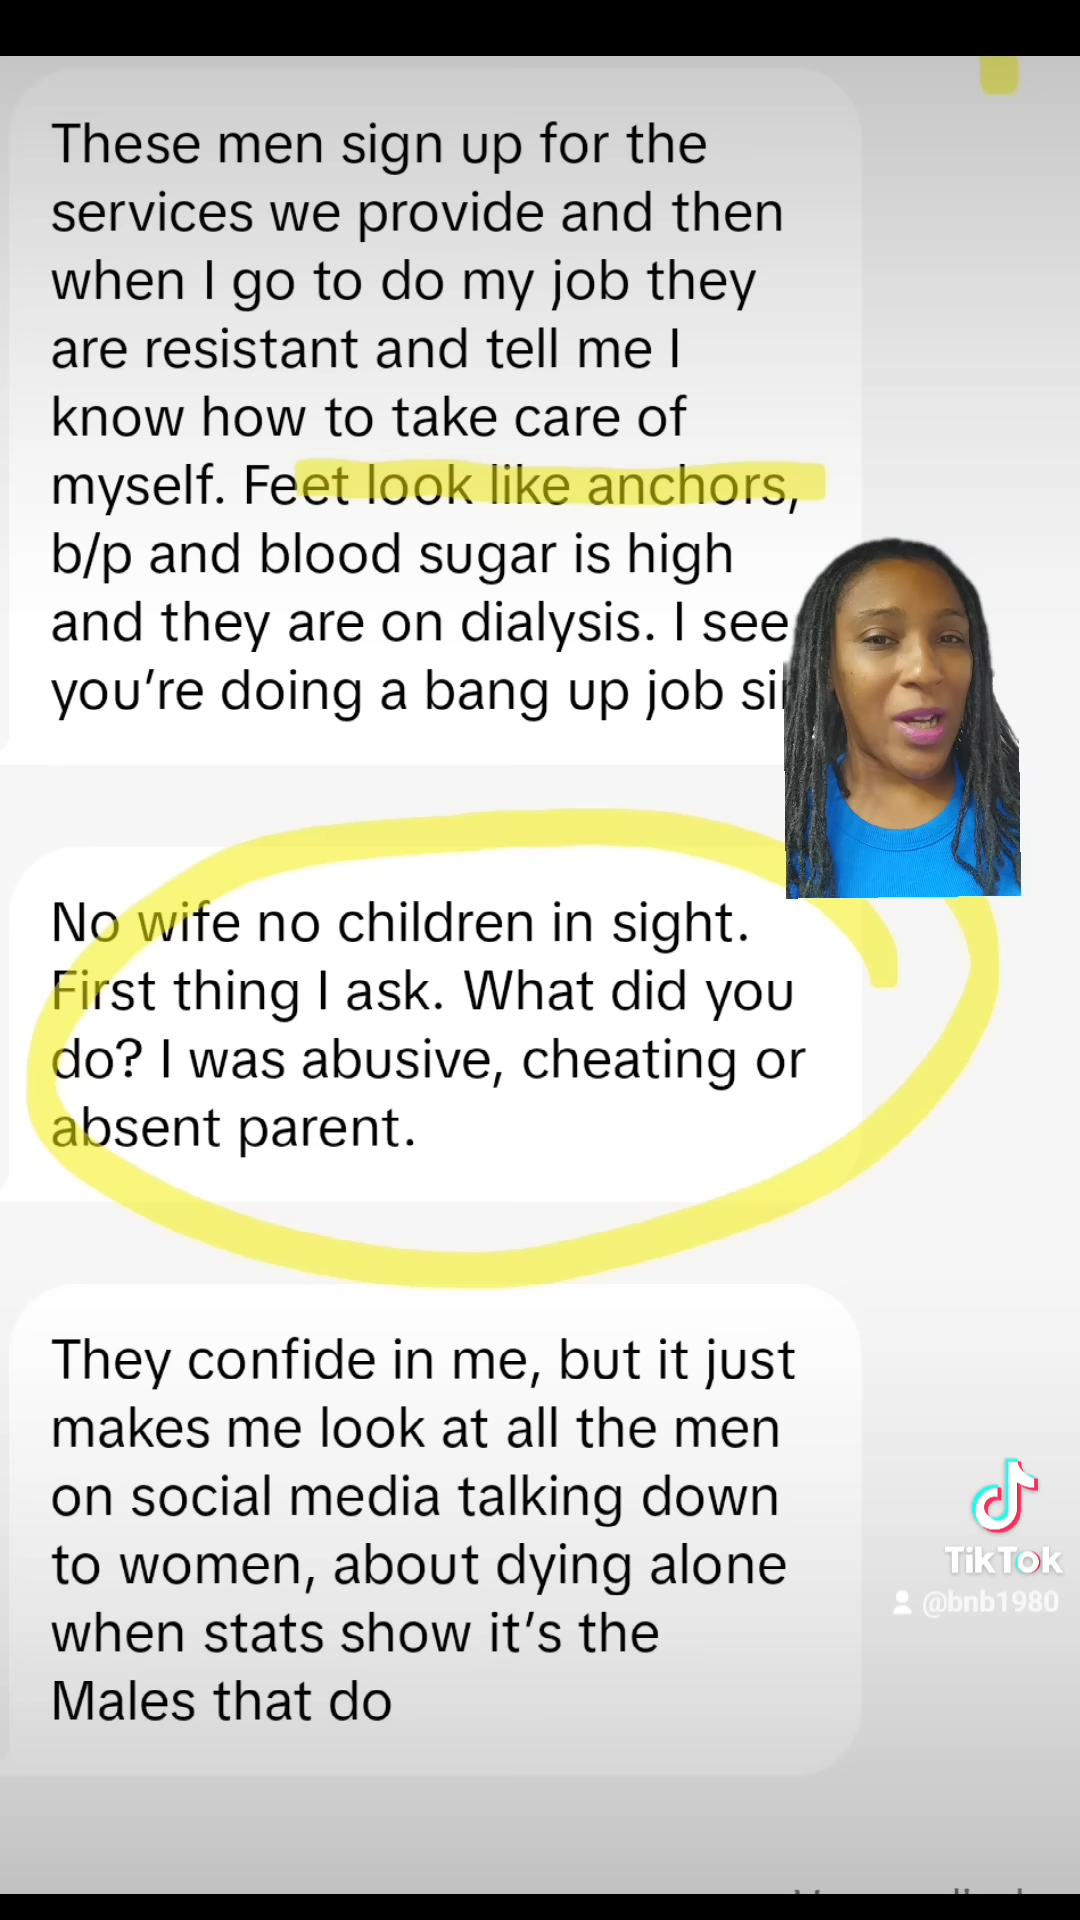 These men sign up for the
services we provide and then
when I go to do my job they
are resistant and tell me I
know how to take care of
myself. Feet look like anchors,
b/p and blood sugar is high
and they are on dialysis. I see
you're doing a bang up job sir
No wife no children in sight.
First thing I ask. What did you
do? I was abusive, cheating or
absent parent.
They confide in me, but it just
makes me look at all the men
on social media talking down
to women, about dying alone
when stats show it's the
Males that do
TikTok
@bnb1980